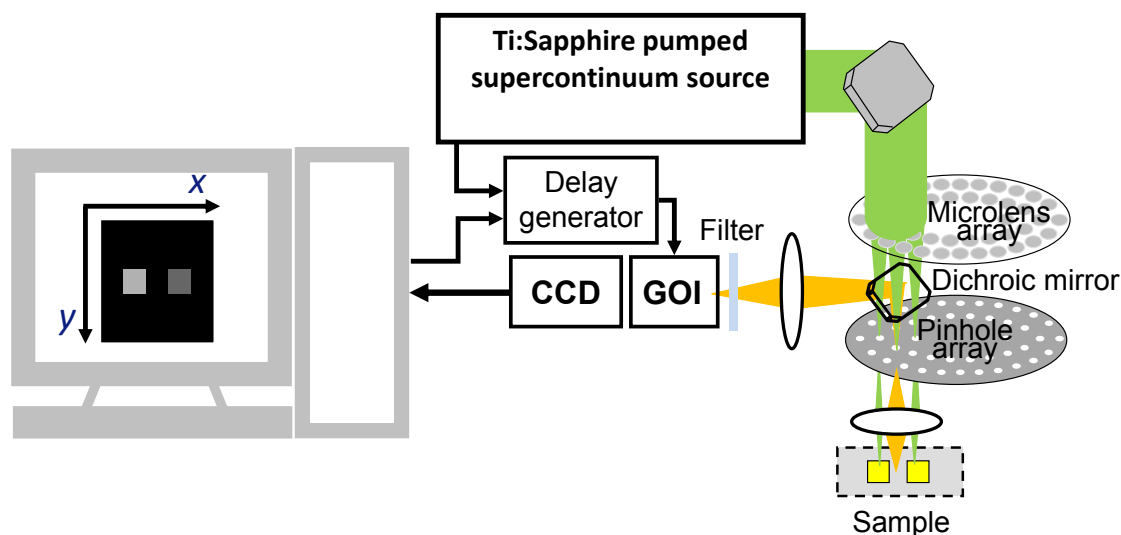 Ti:Sapphire pumped
supercontinuum source
x
y
Delay
generator
Filter
CCD
GOI
Microlens
array
Dichroic mirror
Pinhole
array
Sample